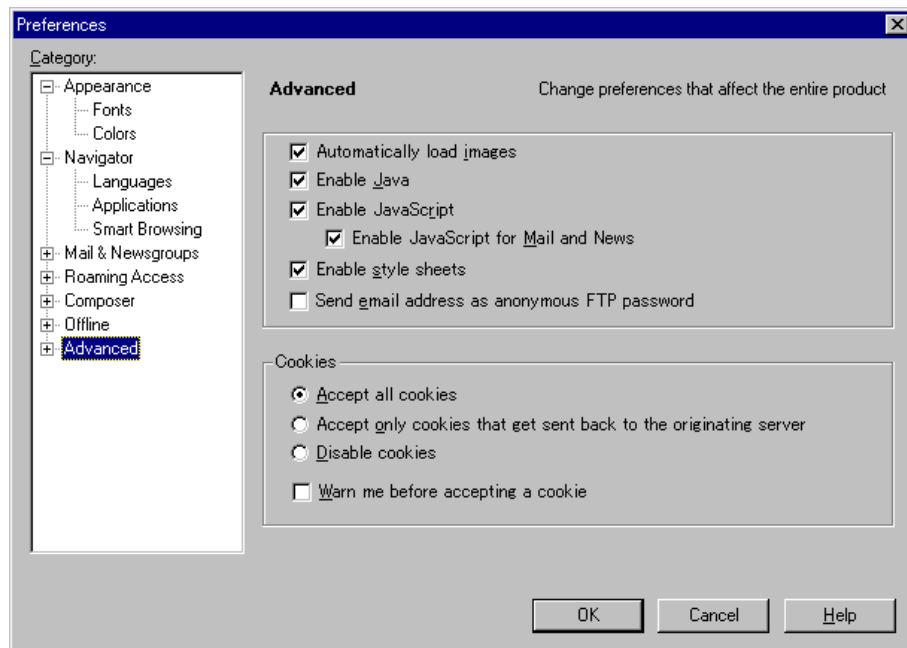 Preferences
Category:
Appearance
Fonts
Colors
Navigator
Languages
Applications
Smart Browsing
Mail & Newsgroups
Roaming Access
Composer
Offline
Advanced
Advanced Change preferences that affect the entire product
Automatically load images
Enable Java
Enable JavaScript
Enable JavaScript for Mail and News
Enable style sheets
Send email address as anonymous FTP password
Cookies
Accept all cookies
Accept only cookies that get sent back to the originating server
Disable cookies
Warn me before accepting a cookie
OK Cancel Help